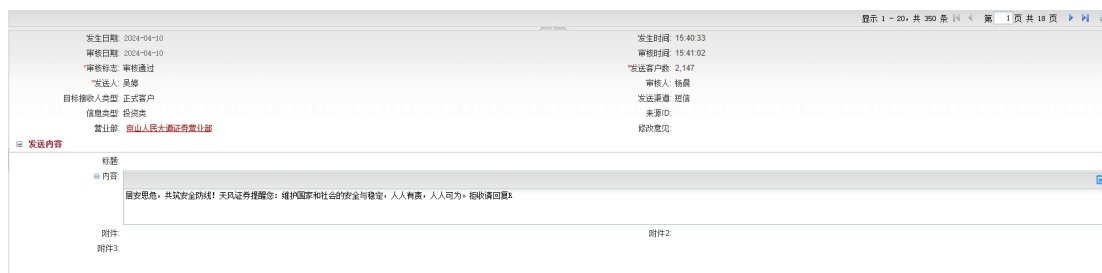 显示 1 - 20，共 350 条 第 1 页 共 18 页
发生日期: 2024-04-10 发生时间: 15:40:33
审核日期: 2024-04-10 审核时间: 15:41:02
*审核标志: 审核通过 *发送客户数: 2,147
*发送人: 吴婷 审核人: 杨晨
目标接收人类型: 正式客户 发送渠道: 短信
信息类型: 投资类 来源ID:
营业部: 京山人民大道证券营业部 修改意见:
发送内容
标题:
内容:
居安思危，共筑安全防线！天风证券提醒您：维护国家和社会的安全与稳定，人人有责，人人可为。拒收请回复R
附件: 附件2:
附件3: